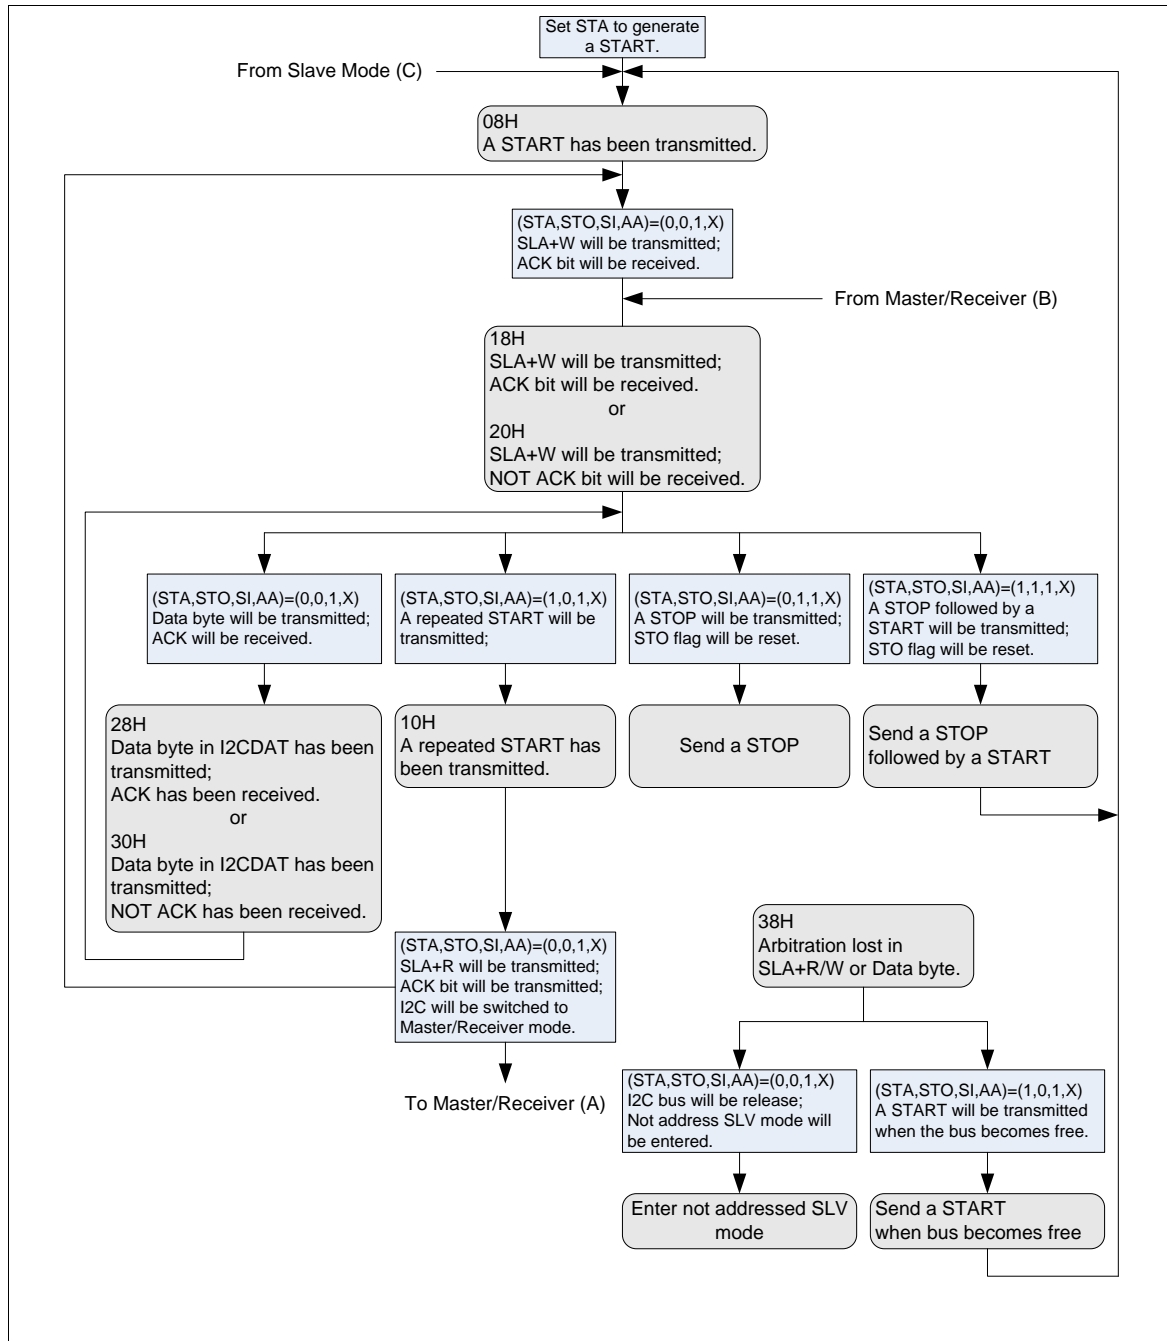 Set STA to generate
a START.
From Slave Mode (C)
08H
A START has been transmitted.
(STA,STO,SI,AA)=(0,0,1,X)
SLA+W will be transmitted;
ACK bit will be received.
From Master/Receiver (B)
18H
SLA+W will be transmitted;
ACK bit will be received.
or
20H
SLA+W will be transmitted;
NOT ACK bit will be received.
(STA,STO,SI,AA)=(0,0,1,X)
Data byte will be transmitted;
ACK will be received.
(STA,STO,SI,AA)=(1,0,1,X)
A repeated START will be
transmitted;
(STA,STO,SI,AA)=(0,1,1,X)
A STOP will be transmitted;
STO flag will be reset.
(STA,STO,SI,AA)=(1,1,1,X)
A STOP followed by a
START will be transmitted;
STO flag will be reset.
28H
Data byte in I2CDAT has been
transmitted;
ACK has been received.
or
30H
Data byte in I2CDAT has been
transmitted;
NOT ACK has been received.
10H
A repeated START has
been transmitted.
Send a STOP
Send a STOP
followed by a START
(STA,STO,SI,AA)=(0,0,1,X)
SLA+R will be transmitted;
ACK bit will be transmitted;
I2C will be switched to
Master/Receiver mode.
To Master/Receiver (A)
38H
Arbitration lost in
SLA+R/W or Data byte.
(STA,STO,SI,AA)=(0,0,1,X)
I2C bus will be release;
Not address SLV mode will
be entered.
(STA,STO,SI,AA)=(1,0,1,X)
A START will be transmitted
when the bus becomes free.
Enter not addressed SLV
mode
Send a START
when bus becomes free